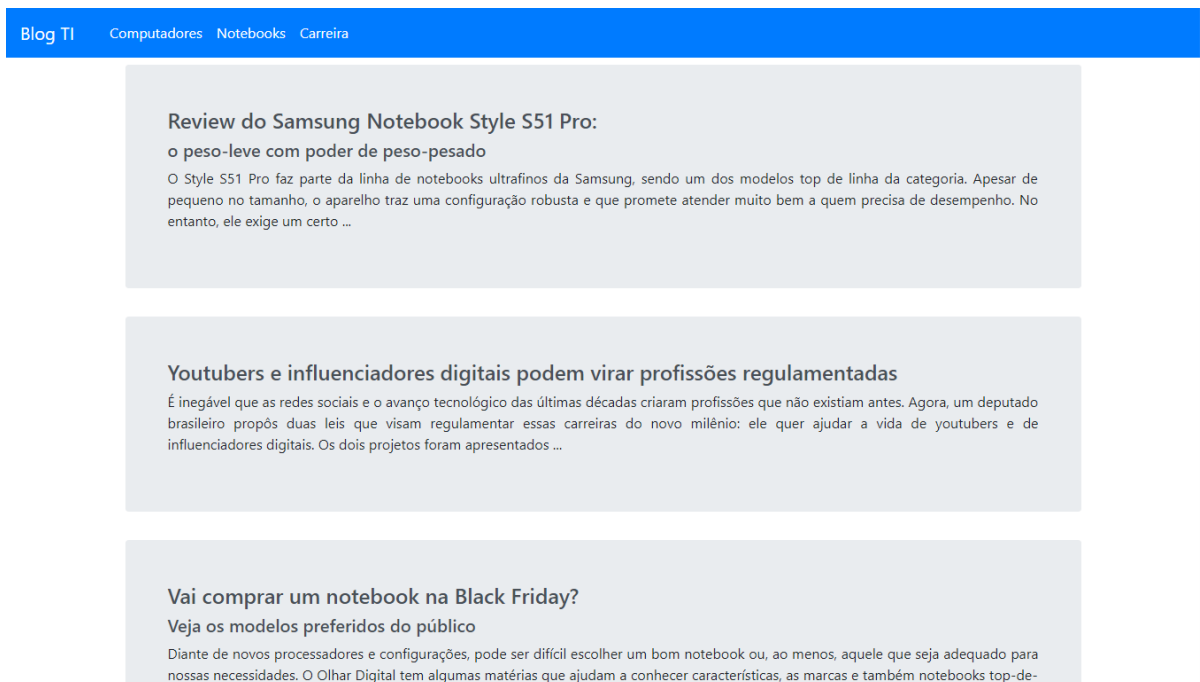 Blog TI Computadores Notebooks Carreira
Review do Samsung Notebook Style S51 Pro:
o peso-leve com poder de peso-pesado
O Style S51 Pro faz parte da linha de notebooks ultrafinos da Samsung, sendo um dos modelos top de linha da categoria. Apesar de
pequeno no tamanho, o aparelho traz uma configuração robusta e que promete atender muito bem a quem precisa de desempenho. No
entanto, ele exige um certo ...
Youtubers e influenciadores digitais podem virar profissões regulamentadas
É inegável que as redes sociais e o avanço tecnológico das últimas décadas criaram profissões que não existiam antes. Agora, um deputado
brasileiro propôs duas leis que visam regulamentar essas carreiras do novo milênio: ele quer ajudar a vida de youtubers e de
influenciadores digitais. Os dois projetos foram apresentados ...
Vai comprar um notebook na Black Friday?
Veja os modelos preferidos do público
Diante de novos processadores e configurações, pode ser difícil escolher um bom notebook ou, ao menos, aquele que seja adequado para
nossas necessidades. O Olhar Digital tem algumas matérias que ajudam a conhecer características, as marcas e também notebooks top-de-